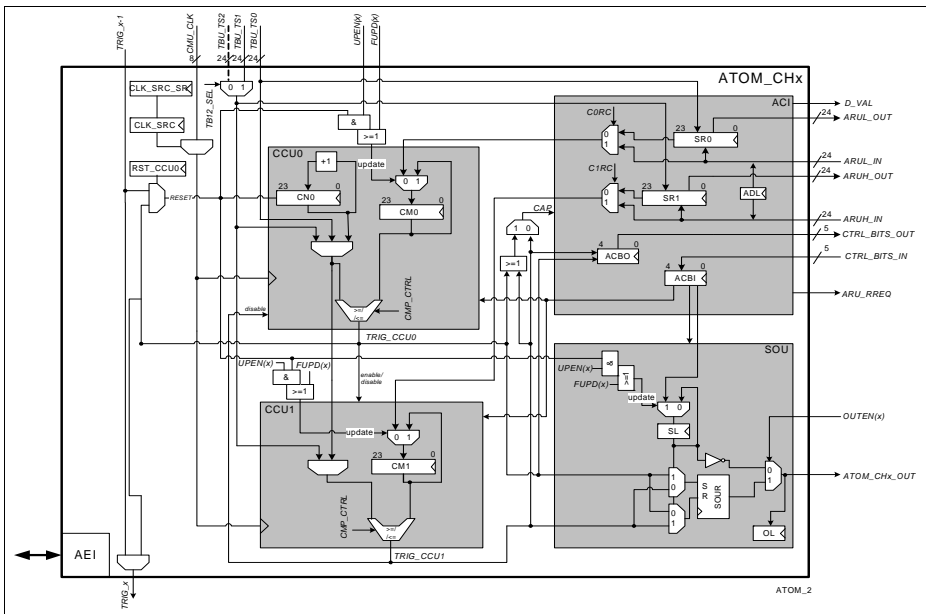 TRIG_x-1
CMU_CLK
TBU_TS2
TBU_TS1
TBU_TS0
UPEN(x)
FUPD(x)
8
24
24
24
ATOM_CHx
CLK_SRC_SR
TB12_SEL
0 1
ACI
D_VAL
24
ARUL_OUT
CLK_SRC
&
>=1
C0RC
0
1
23 0
SR0
24
ARUL_IN
RST_CCU0
CCU0
+1
update
0 1
C1RC
0
1
23 0
SR1
ADL
24
ARUH_OUT
RESET
23 0
CN0
23 0
CM0
CAP
1 0
24
ARUH_IN
5
CTRL_BITS_OUT
4 0
ACBO
5
CTRL_BITS_IN
>=1
4 0
ACBI
ARU_RREQ
disable
>=/
/<=
CMP_CTRL
TRIG_CCU0
SOU
UPEN(x)
FUPD(x)
&
>=1
enable/
disable
UPEN(x)
&
FUPD(x)
>=1
update
CCU1
update
0 1
1 0
SL
OUTEN(x)
23 0
CM1
1
0
S
R
SOUR
0
1
ATOM_CHx_OUT
0
1
CMP_CTRL
>=/
/<=
OL
AEI
TRIG_CCU1
TRIG_x
ATOM_2